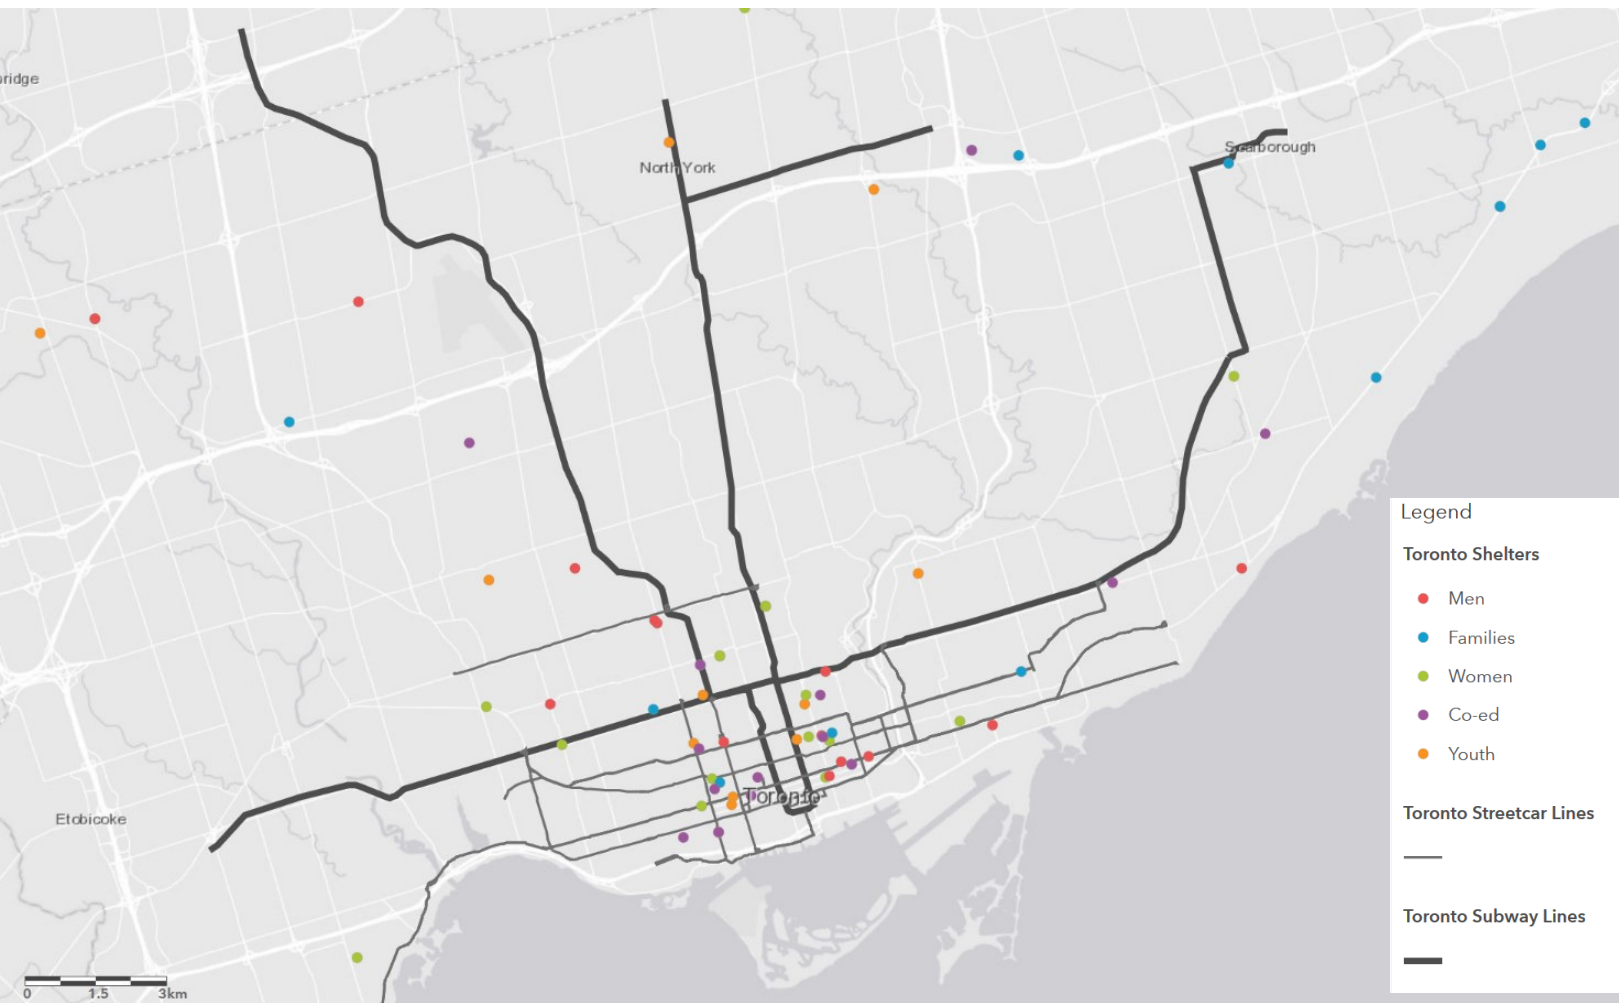 ridge
North York
Scarborough
Toronto
Etobicoke
0 1.5 3km
Legend
Toronto Shelters
Men
Families
Women
Co-ed
Youth
Toronto Streetcar Lines
Toronto Subway Lines